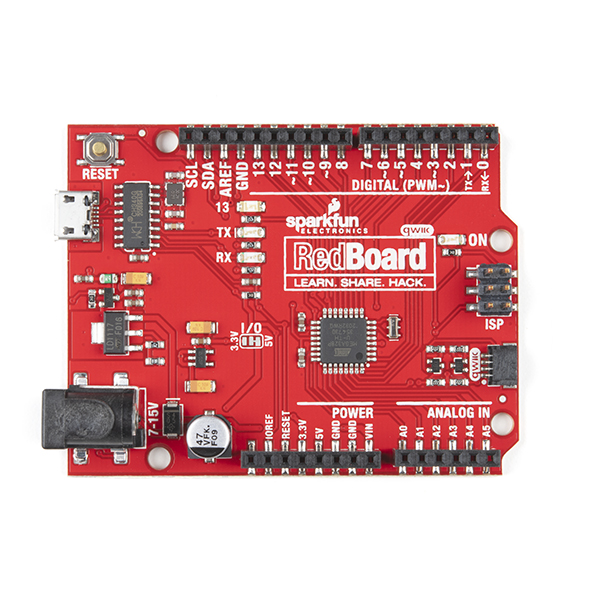 RESET
SCL
SDA
AREF
GND
13
12
~11
~10
~9
8
7
~6
~5
4
~3
2
TX→1
RX←0
DIGITAL (PWM~)
13
TX
RX
sparkfun
ELECTRONICS
qwiic
ON
RedBoard
LEARN. SHARE. HACK.
ISP
I/O
3.3V
5V
qwiic
7-15V
47
VFK.
F09
POWER
ANALOG IN
IOREF
RESET
3.3V
5V
GND
GND
VIN
A0
A1
A2
A3
A4
A5